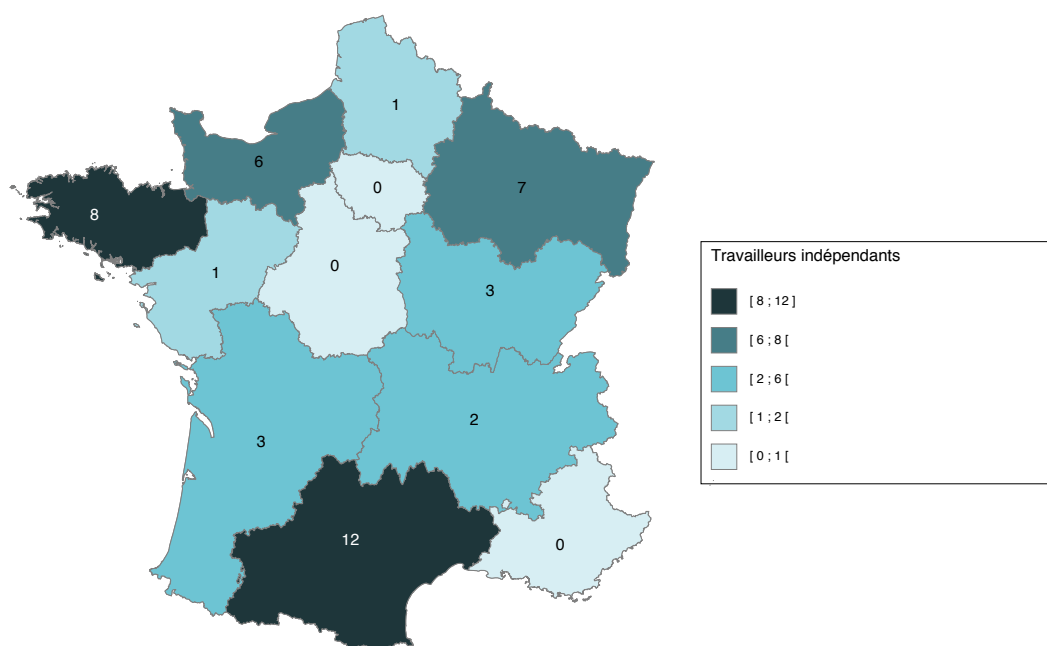 1
6
0
7
8
1
0
3
3
2
12
0
Travailleurs indépendants
[ 8 ; 12 ]
[ 6 ; 8 [
[ 2 ; 6 [
[ 1 ; 2 [
[ 0 ; 1 [